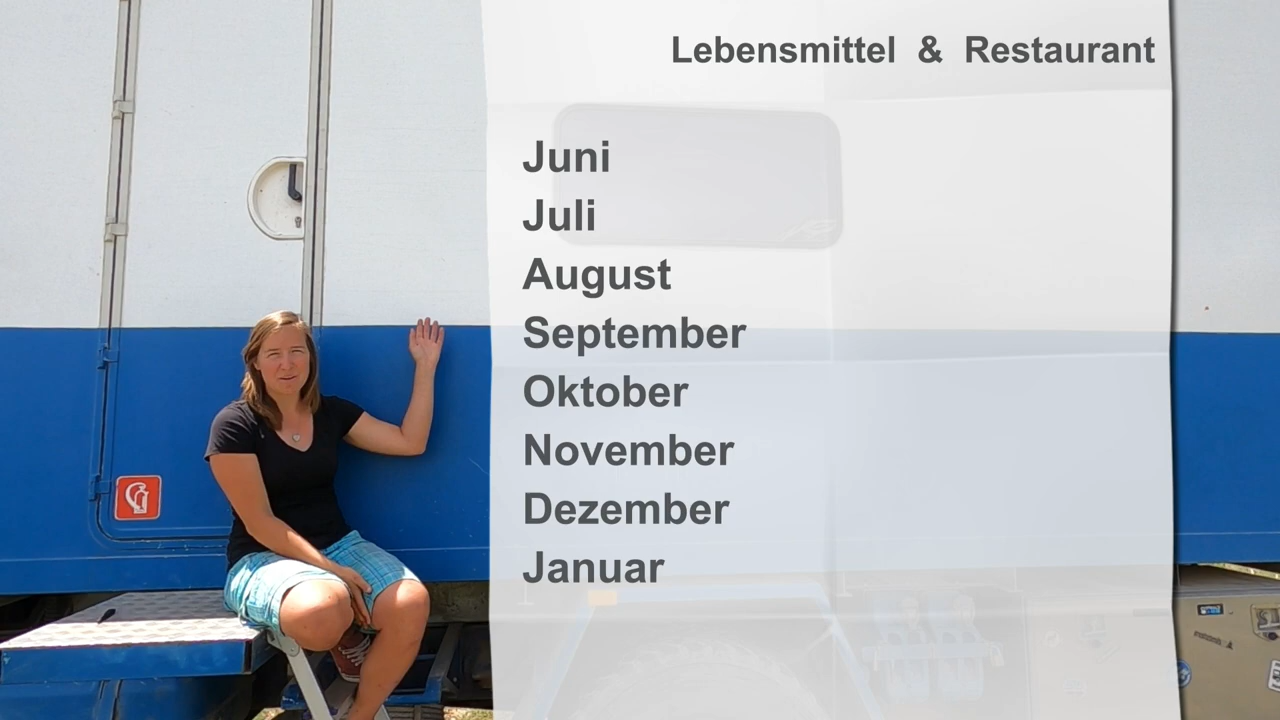 Lebensmittel & Restaurant
Juni
Juli
August
September
Oktober
November
Dezember
Januar